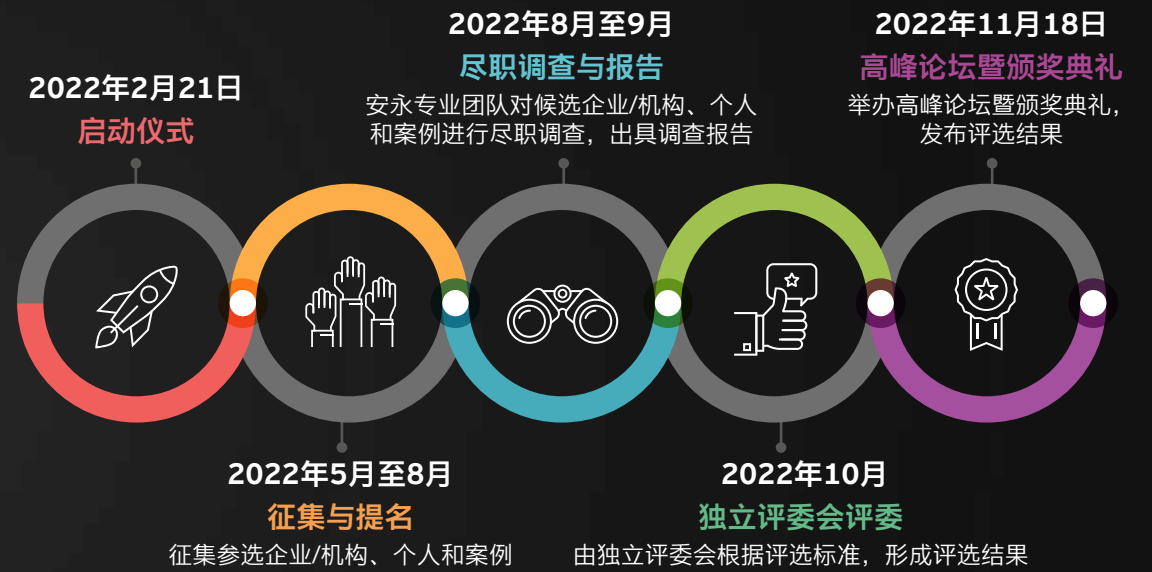 2022年2月21日
启动仪式
2022年5月至8月
征集与提名
征集参选企业/机构、个人和案例
2022年8月至9月
尽职调查与报告
安永专业团队对候选企业/机构、个人
和案例进行尽职调查，出具调查报告
2022年10月
独立评委会评委
由独立评委会根据评选标准，形成评选结果
2022年11月18日
高峰论坛暨颁奖典礼
举办高峰论坛暨颁奖典礼，
发布评选结果